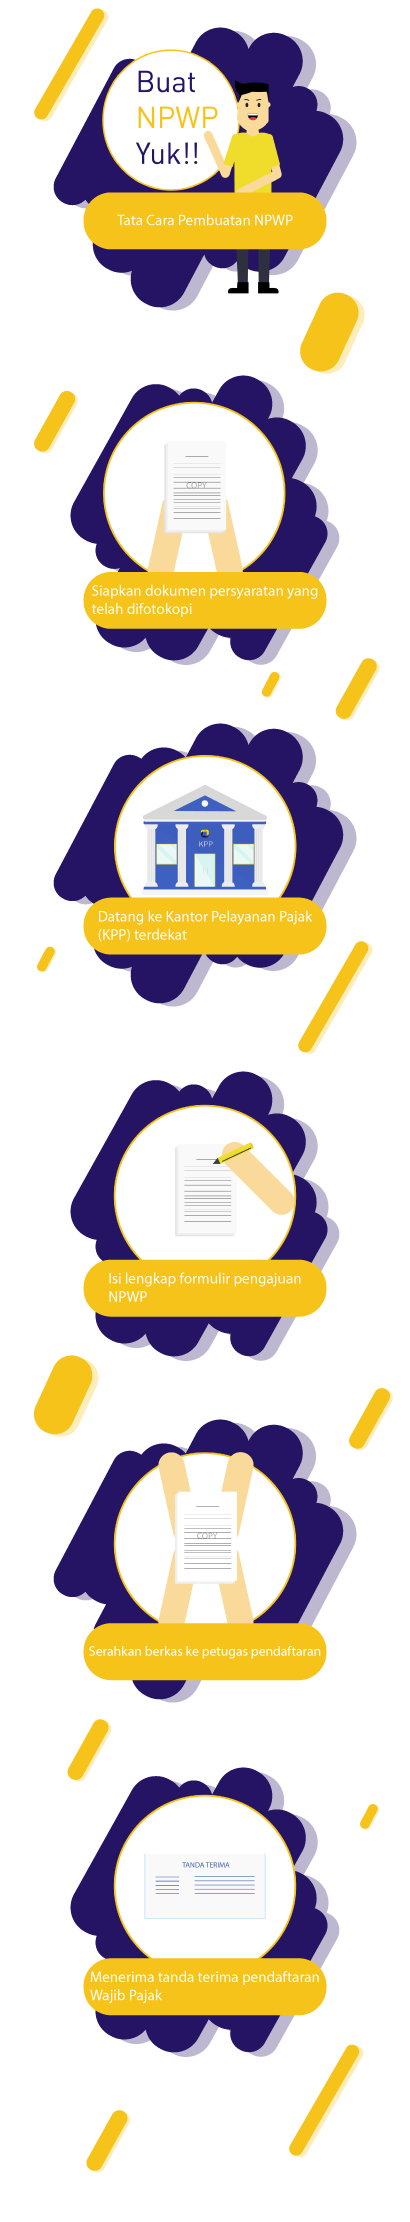 Buat
NPWP
Yuk!!
Tata Cara Pembuatan NPWP
COPY
Siapkan dokumen persyaratan yang
telah difotokopi
KPP
Datang ke Kantor Pelayanan Pajak
(KPP) terdekat
Isi lengkap formulir pengajuan
NPWP
COPY
Serahkan berkas ke petugas pendaftaran
TANDA TERIMA
Menerima tanda terima pendaftaran
Wajib Pajak